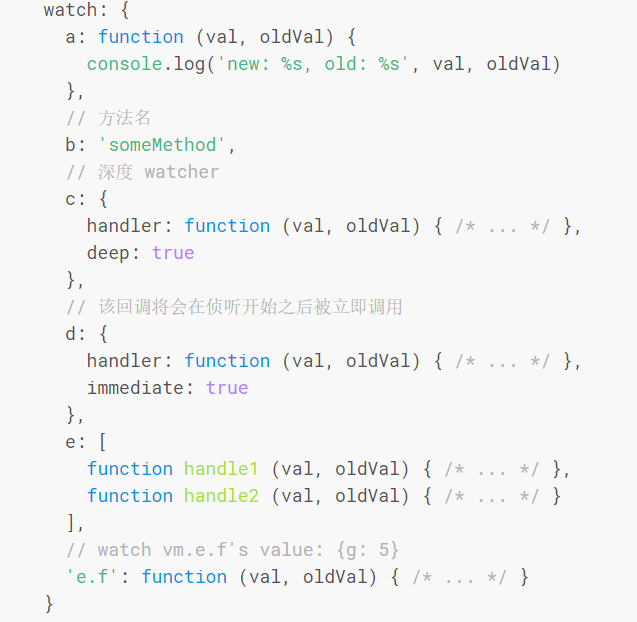 watch: {
  a: function (val, oldVal) {
    console.log('new: %s, old: %s', val, oldVal)
  },
  // 方法名
  b: 'someMethod',
  // 深度 watcher
  c: {
    handler: function (val, oldVal) { /* ... */ },
    deep: true
  },
  // 该回调将会在侦听开始之后被立即调用
  d: {
    handler: function (val, oldVal) { /* ... */ },
    immediate: true
  },
  e: [
    function handle1 (val, oldVal) { /* ... */ },
    function handle2 (val, oldVal) { /* ... */ }
  ],
  // watch vm.e.f's value: {g: 5}
  'e.f': function (val, oldVal) { /* ... */ }
}